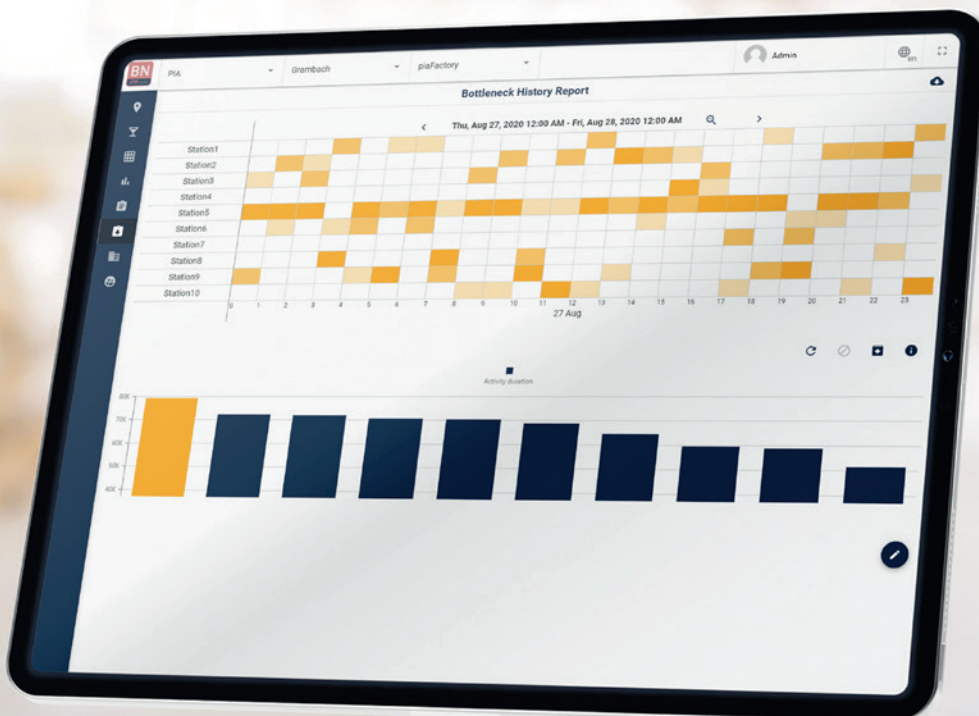 BN
PIA
Grambach
piaFactory
Admin
en
Bottleneck History Report
Thu, Aug 27, 2020 12:00 AM - Fri, Aug 28, 2020 12:00 AM
Station1
Station2
Station3
Station4
Station5
Station6
Station7
Station8
Station9
Station10
0 1 2 3 4 5 6 7 8 9 10 11 12 13 14 15 16 17 18 19 20 21 22 23
27 Aug
Activity duration
80K
70K
60K
50K
40K